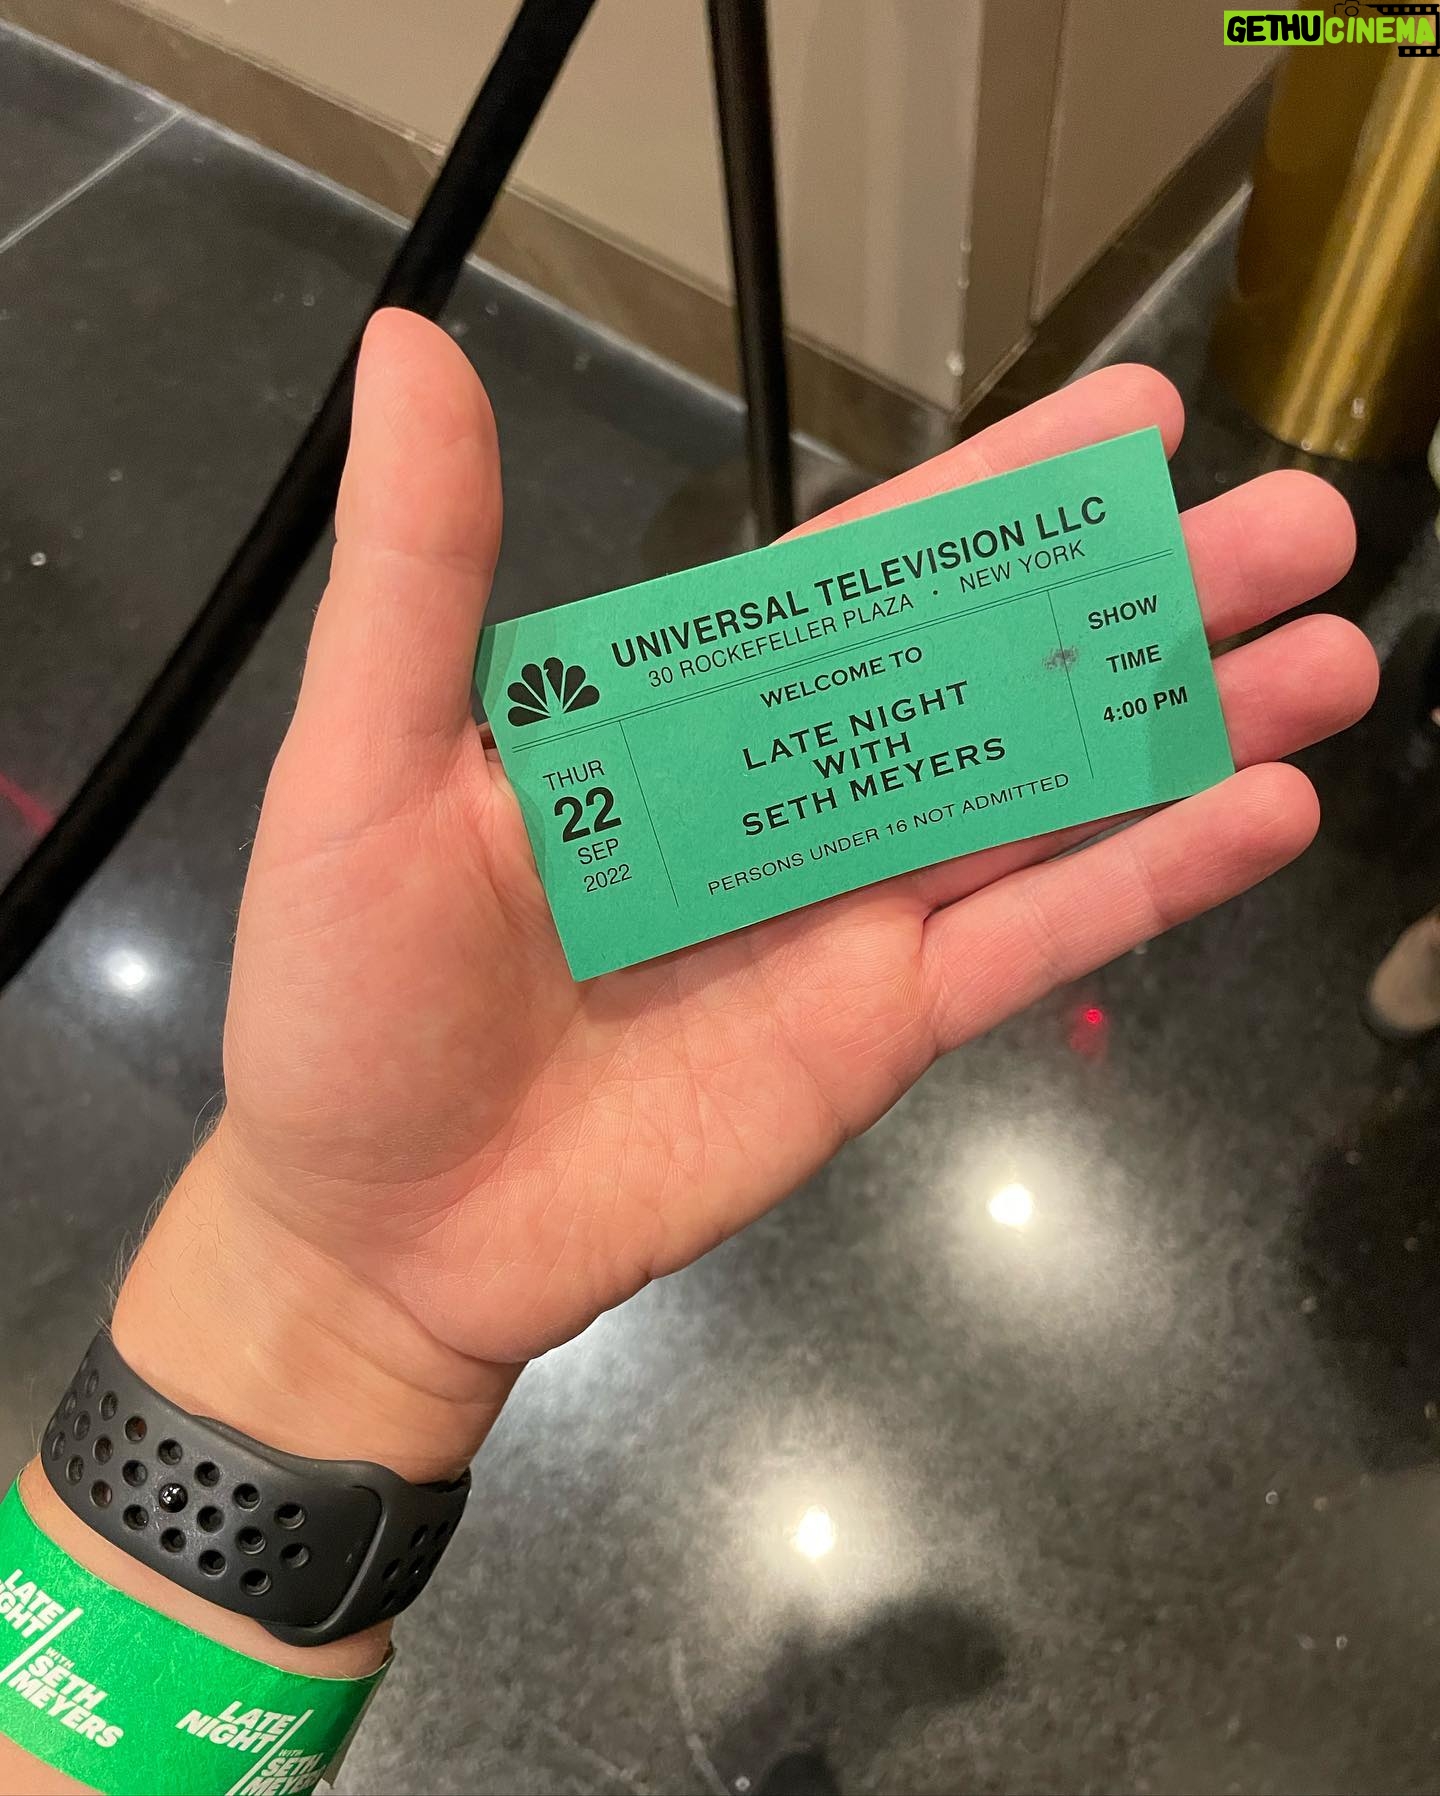 GETHUCINEMA
UNIVERSAL TELEVISION LLC
30 ROCKEFELLER PLAZA · NEW YORK
THUR
22
SEP
2022
WELCOME TO
LATE NIGHT
WITH
SETH MEYERS
PERSONS UNDER 16 NOT ADMITTED
SHOW
TIME
4:00 PM
LATE
NIGHT
WITH
SETH
MEYERS
LATE
NIGHT
WITH
SETH
MEYERS